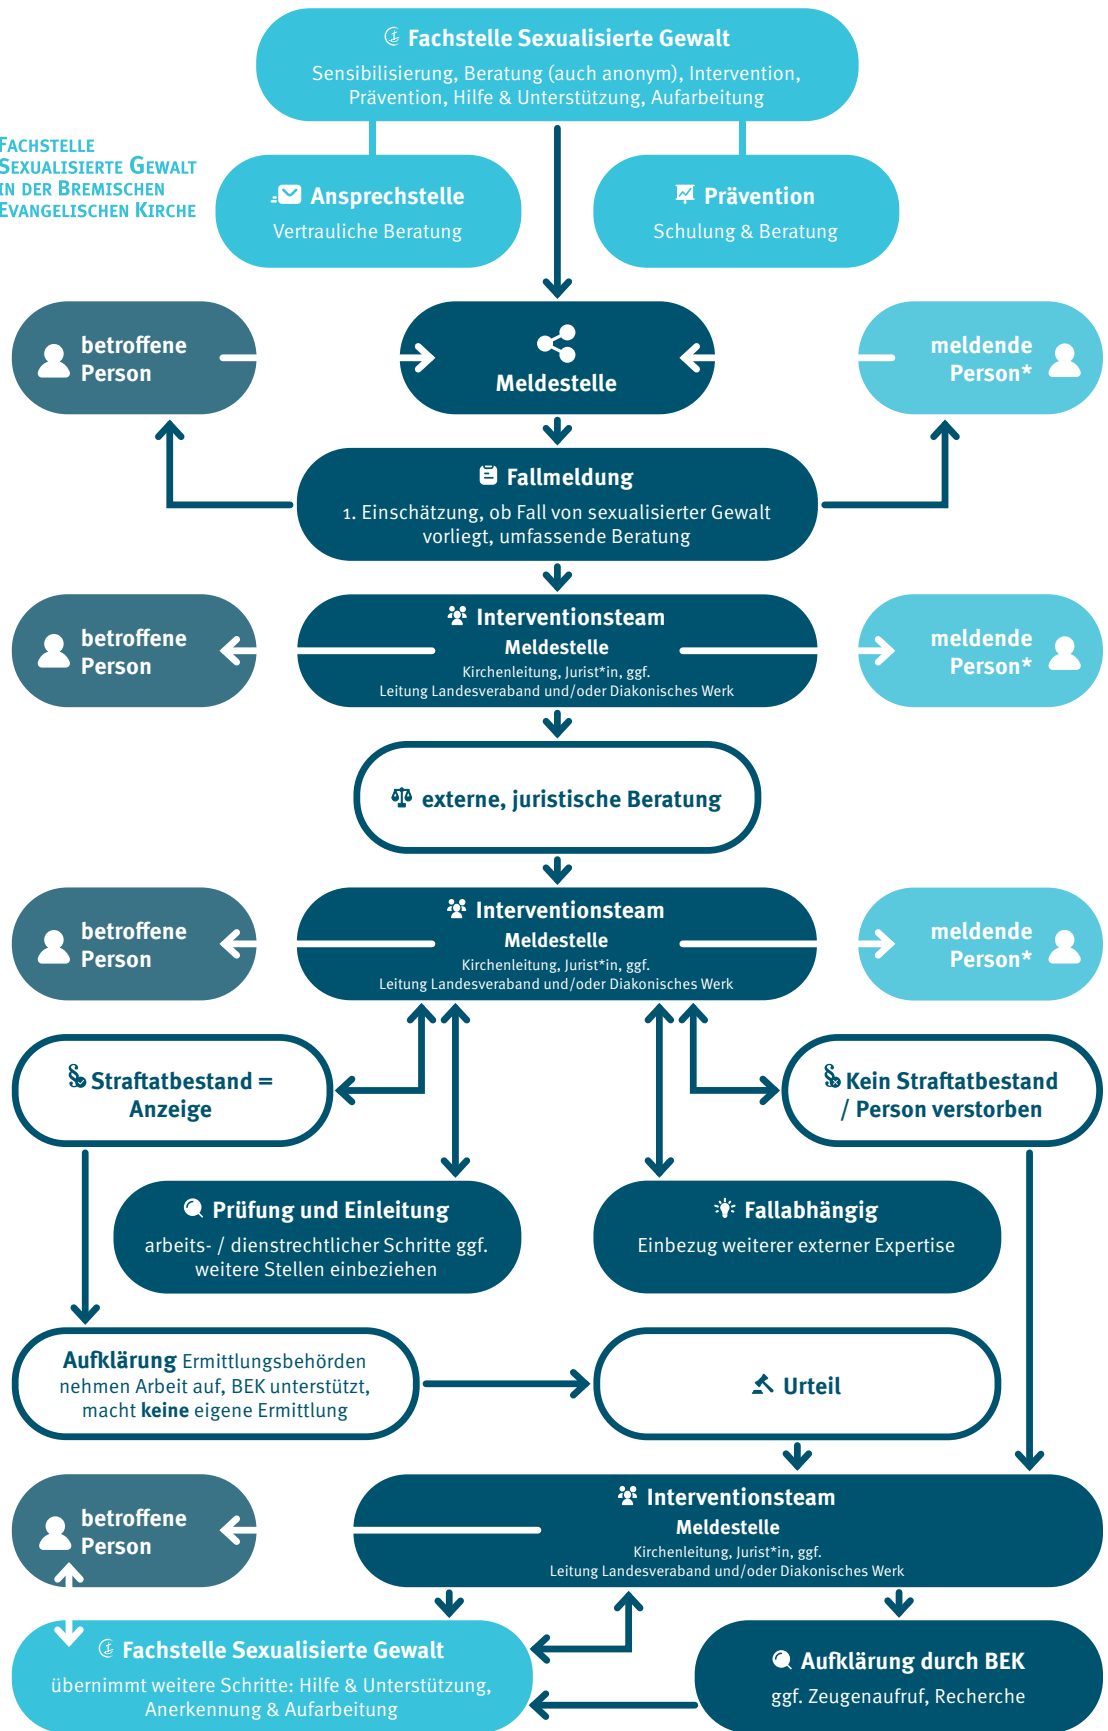 Fachstelle Sexualisierte Gewalt
Sensibilisierung, Beratung (auch anonym), Intervention,
Prävention, Hilfe & Unterstützung, Aufarbeitung
Fachstelle
Sexualisierte Gewalt
in der Bremischen
Evangelischen Kirche
Ansprechstelle
Vertrauliche Beratung
Prävention
Schulung & Beratung
betroffene
Person
Meldestelle
meldende
Person*
Fallmeldung
1. Einschätzung, ob Fall von sexualisierter Gewalt
vorliegt, umfassende Beratung
betroffene
Person
Interventionsteam
Meldestelle
Kirchenleitung, Jurist*in, ggf.
Leitung Landesveraband und/oder Diakonisches Werk
meldende
Person*
externe, juristische Beratung
betroffene
Person
Interventionsteam
Meldestelle
Kirchenleitung, Jurist*in, ggf.
Leitung Landesveraband und/oder Diakonisches Werk
meldende
Person*
§ Straftatbestand =
Anzeige
§ Kein Straftatbestand
/ Person verstorben
Prüfung und Einleitung
arbeits- / dienstrechtlicher Schritte ggf.
weitere Stellen einbeziehen
Fallabhängig
Einbezug weiterer externer Expertise
Aufklärung Ermittlungsbehörden
nehmen Arbeit auf, BEK unterstützt,
macht keine eigene Ermittlung
Urteil
betroffene
Person
Interventionsteam
Meldestelle
Kirchenleitung, Jurist*in, ggf.
Leitung Landesveraband und/oder Diakonisches Werk
Fachstelle Sexualisierte Gewalt
übernimmt weitere Schritte: Hilfe & Unterstützung,
Anerkennung & Aufarbeitung
Aufklärung durch BEK
ggf. Zeugenaufruf, Recherche